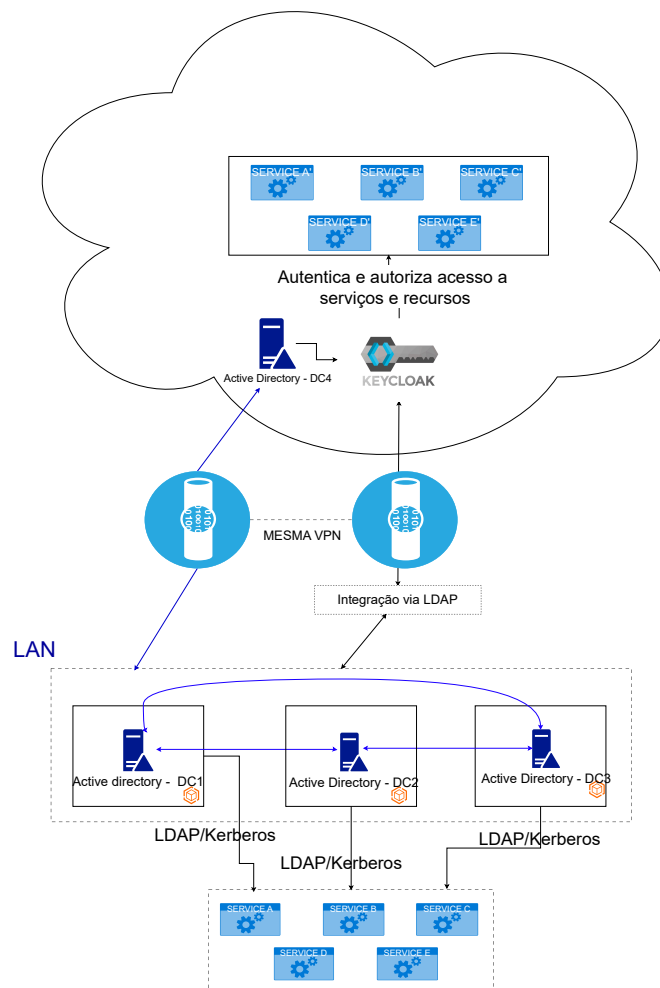 SERVICE A'
SERVICE B'
SERVICE C'
SERVICE D'
SERVICE E'
Autentica e autoriza acesso a
serviços e recursos
Active Directory - DC4
KEYCLOAK
MESMA VPN
Integração via LDAP
LAN
Active directory - DC1
Active Directory - DC2
Active Directory - DC3
LDAP/Kerberos
LDAP/Kerberos
LDAP/Kerberos
SERVICE A
SERVICE B
SERVICE C
SERVICE D
SERVICE E